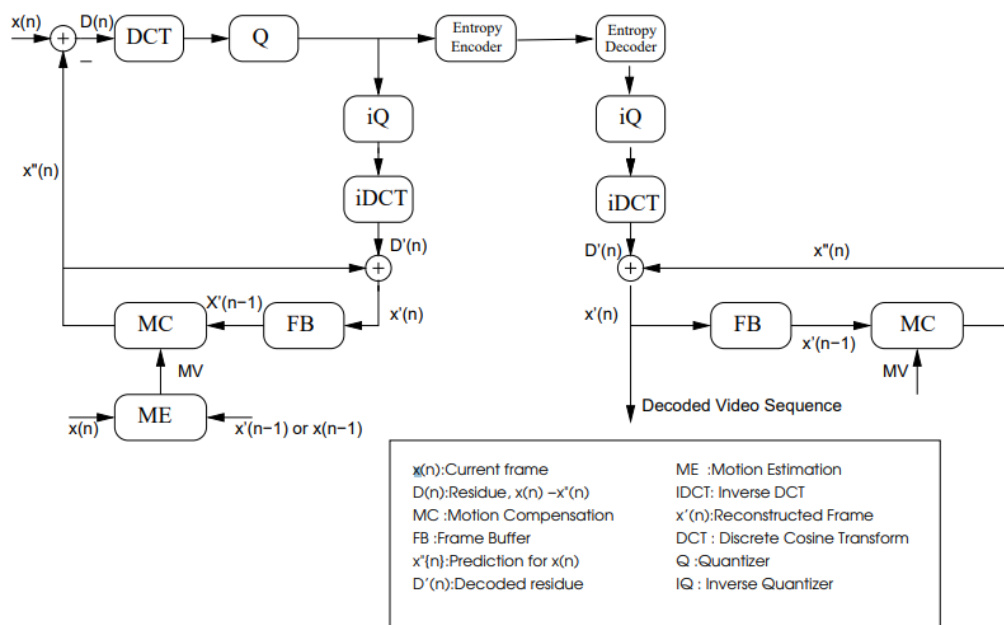 x(n)
D(n)
+
−
DCT
Q
Entropy
Encoder
Entropy
Decoder
iQ
iQ
x"(n)
iDCT
iDCT
D'(n)
D'(n)
x"(n)
+
+
X'(n−1)
x'(n)
x'(n)
MC
FB
FB
x'(n−1)
MC
MV
MV
ME
x(n)
x'(n−1) or x(n−1)
Decoded Video Sequence
x(n):Current frame
D(n):Residue, x(n) −x"(n)
MC :Motion Compensation
FB :Frame Buffer
x"{n}:Prediction for x(n)
D'(n):Decoded residue
ME :Motion Estimation
IDCT: Inverse DCT
x'(n):Reconstructed Frame
DCT : Discrete Cosine Transform
Q :Quantizer
IQ : Inverse Quantizer